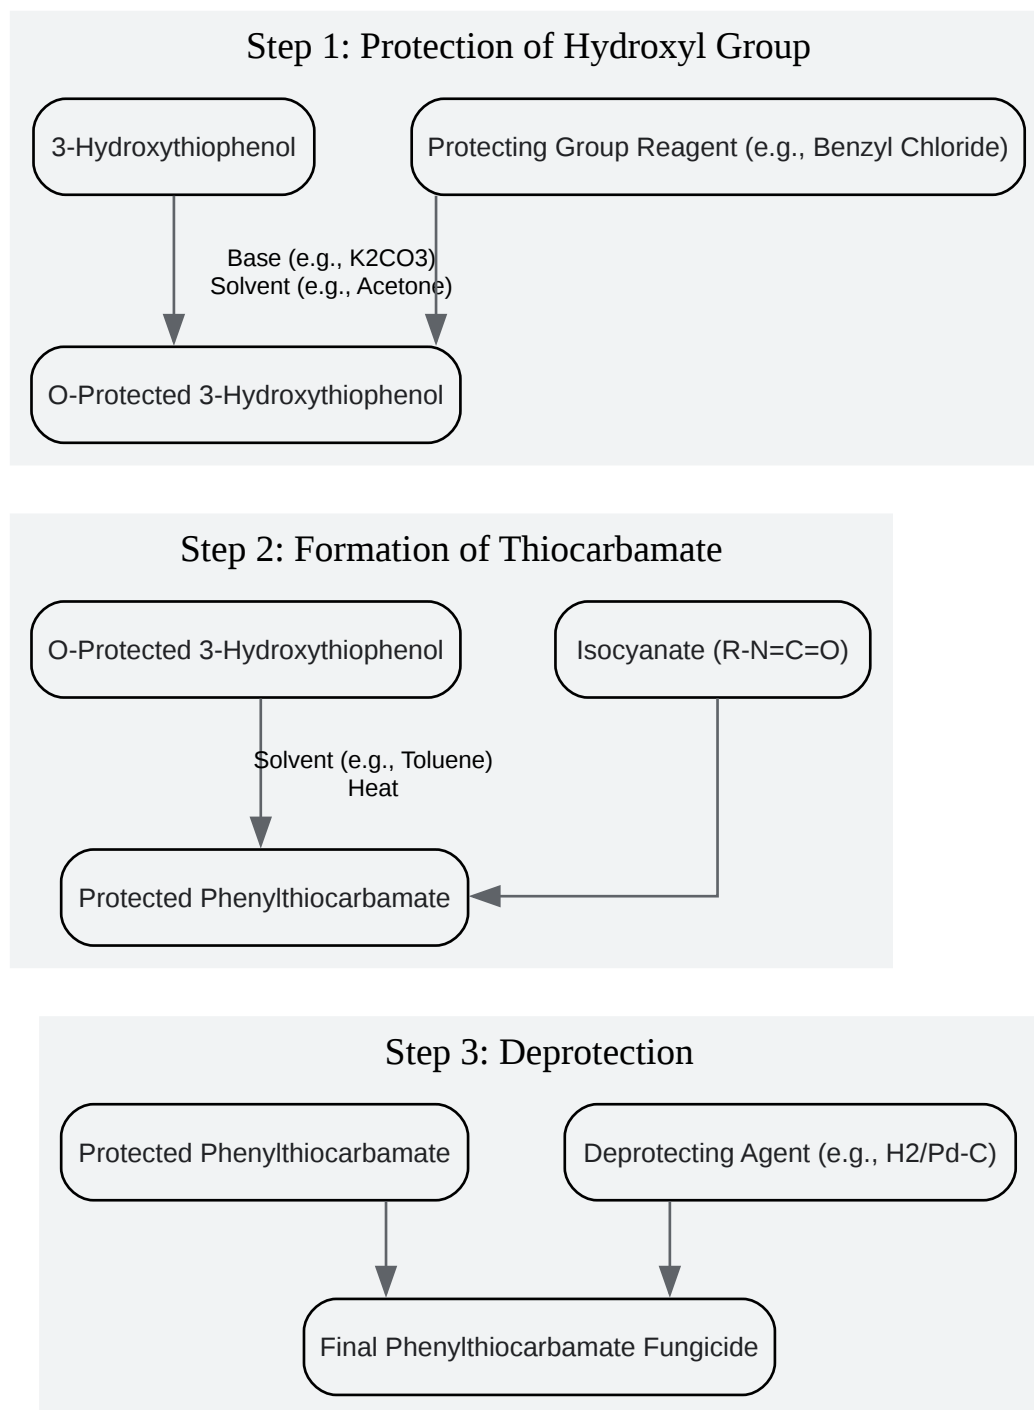 Step 1: Protection of Hydroxyl Group
3-Hydroxythiophenol
Protecting Group Reagent (e.g., Benzyl Chloride)
Base (e.g., K2CO3)
Solvent (e.g., Acetone)
O-Protected 3-Hydroxythiophenol
Step 2: Formation of Thiocarbamate
O-Protected 3-Hydroxythiophenol
Isocyanate (R-N=C=O)
Solvent (e.g., Toluene)
Heat
Protected Phenylthiocarbamate
Step 3: Deprotection
Protected Phenylthiocarbamate
Deprotecting Agent (e.g., H2/Pd-C)
Final Phenylthiocarbamate Fungicide